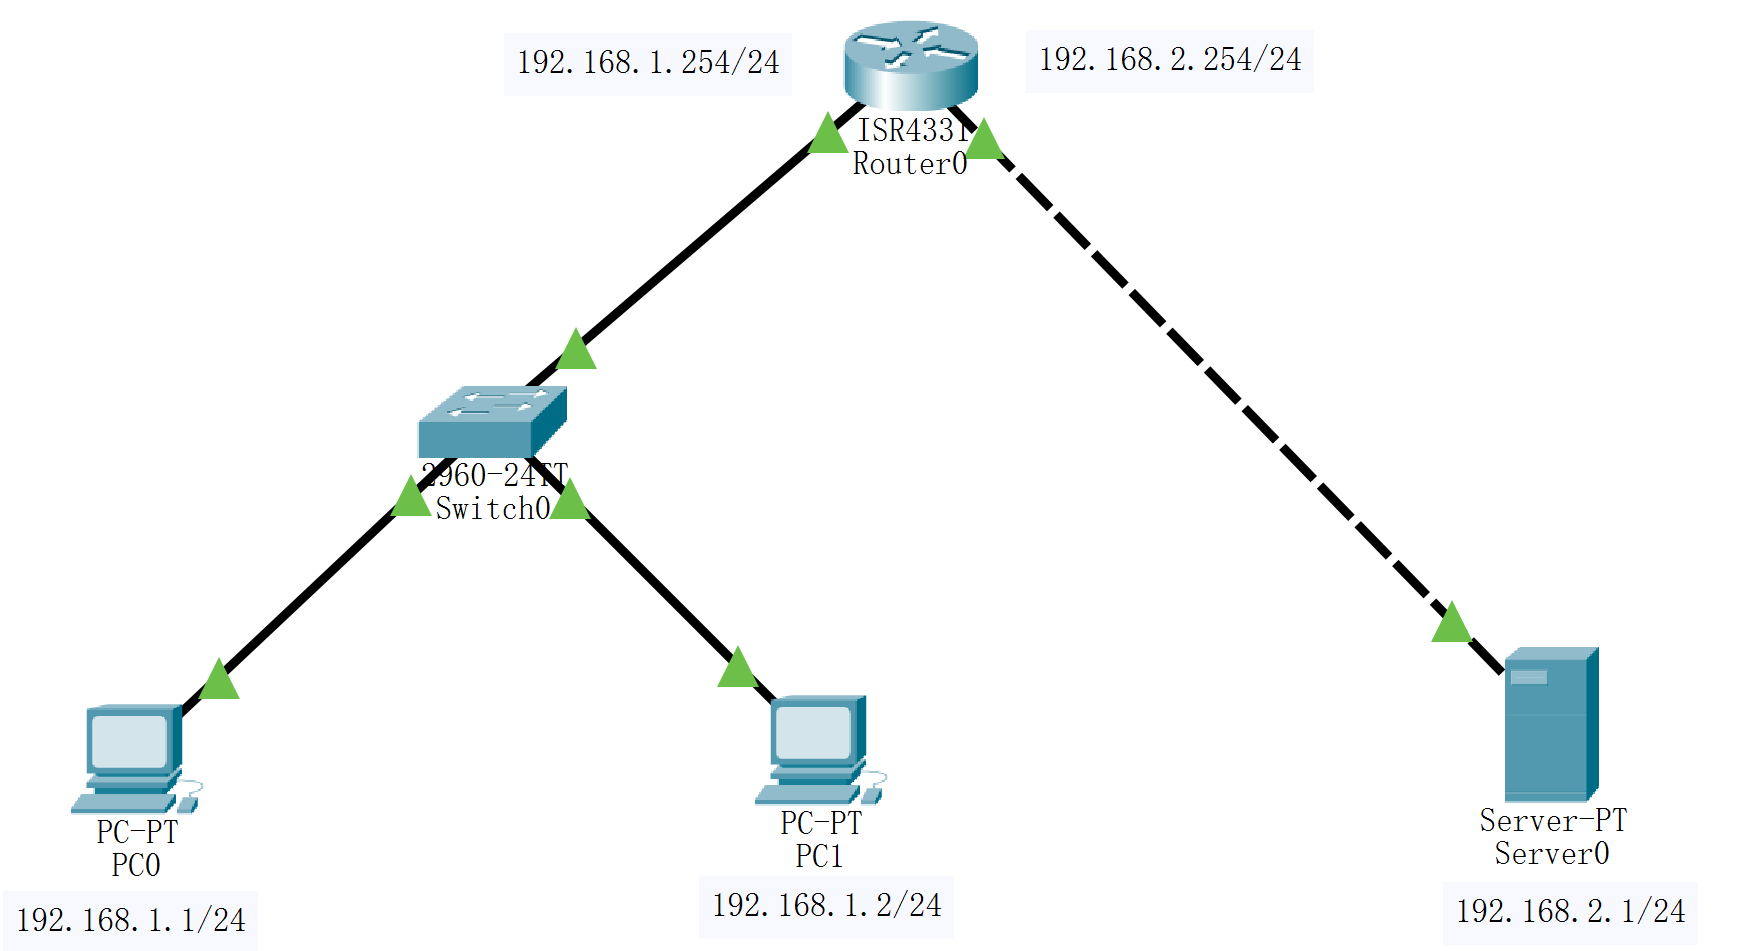 192.168.1.254/24
192.168.2.254/24
ISR4331
Router0
2960-24TT
Switch0
PC-PT
PC0
192.168.1.1/24
PC-PT
PC1
192.168.1.2/24
Server-PT
Server0
192.168.2.1/24